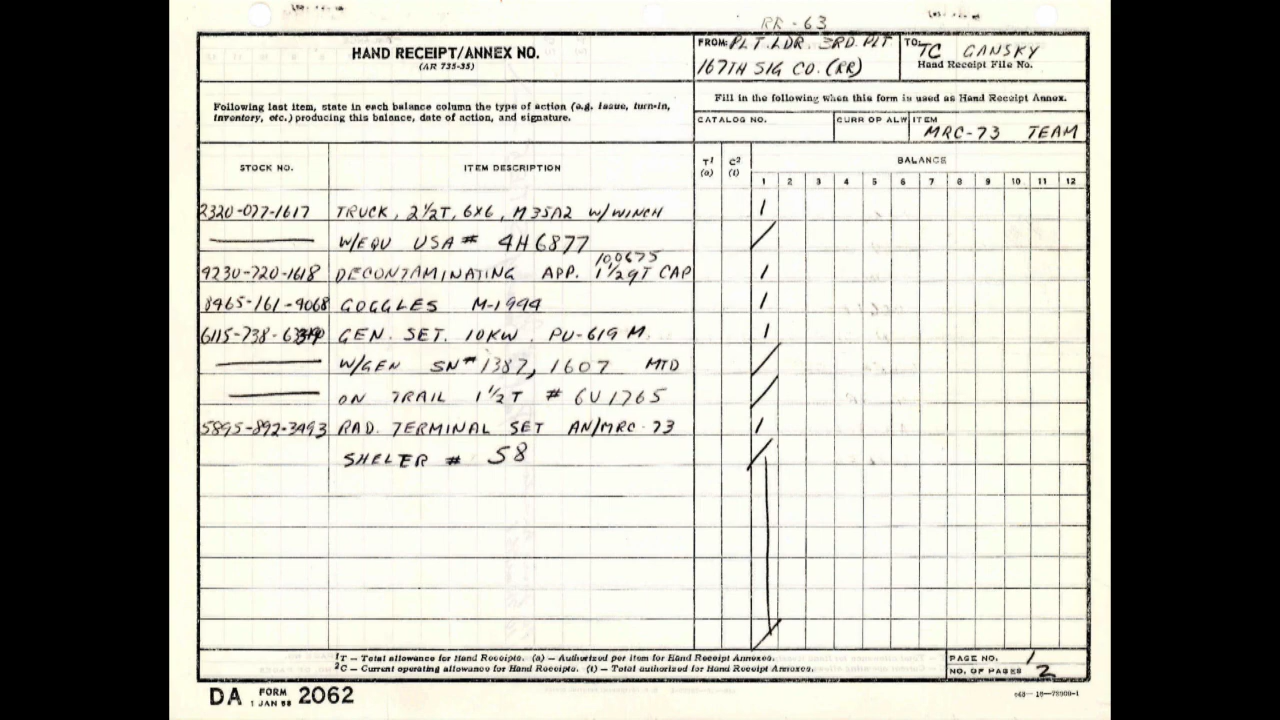 RR-63
HAND RECEIPT/ANNEX NO.
(AR 735-35)
FROM: PLT. LDR. 3RD. PLT
167TH SIG CO. (RR)
TO: TC GANSKY
Hand Receipt File No.
Following last item, state in each balance column the type of action (e.g. issue, turn-in,
inventory, etc.) producing this balance, date of action, and signature.
Fill in the following when this form is used as Hand Receipt Annex.
CATALOG NO. CURR OP ALW ITEM
MRC-73 TEAM
STOCK NO. ITEM DESCRIPTION T1 (a) C2 (t) BALANCE
1 2 3 4 5 6 7 8 9 10 11 12
2320-077-1617 TRUCK, 2½T, 6X6, M35A2 W/WINCH 1
W/EQU USA# 4H6877
100675
4230-720-1618 DECONTAMINATING APP. 1½qT CAP 1
8465-161-4068 GOGGLES M-1944 1
6115-738- GEN. SET. 10KW. PU-619 M. 1
W/GEN SN# 1387, 1607 MTD
ON TRAIL 1½T # 6U1765
5895-892-3493 RAD. TERMINAL SET AN/MRC-73 1
SHELTER # 58
1T — Total allowance for Hand Receipts. (a) — Authorized per item for Hand Receipt Annexes.
2C — Current operating allowance for Hand Receipts. (t) — Total authorized for Hand Receipt Annexes.
PAGE NO. 1
NO. OF PAGES 2
DA FORM 2062
1 JAN 58